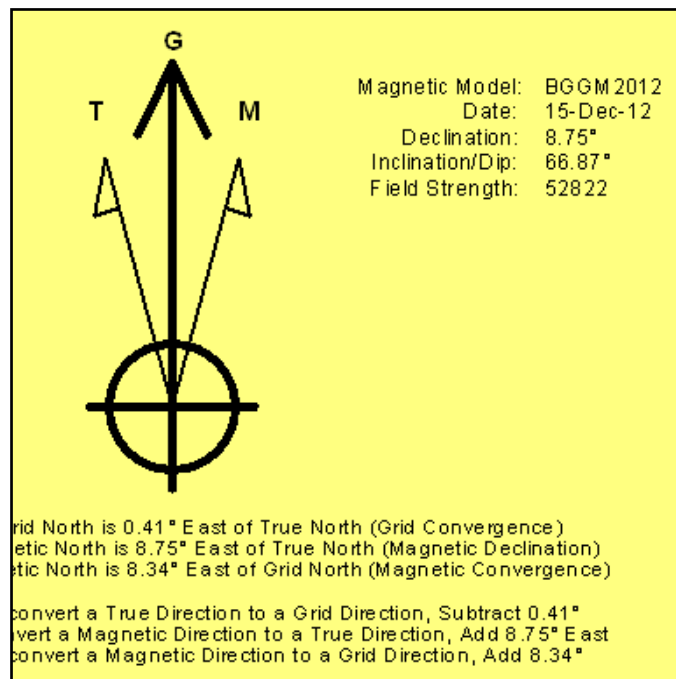 G
T
M
Magnetic Model: BGGM2012
Date: 15-Dec-12
Declination: 8.75°
Inclination/Dip: 66.87°
Field Strength: 52822
rid North is 0.41° East of True North (Grid Convergence)
etic North is 8.75° East of True North (Magnetic Declination)
etic North is 8.34° East of Grid North (Magnetic Convergence)
convert a True Direction to a Grid Direction, Subtract 0.41°
nvert a Magnetic Direction to a True Direction, Add 8.75° East
convert a Magnetic Direction to a Grid Direction, Add 8.34°